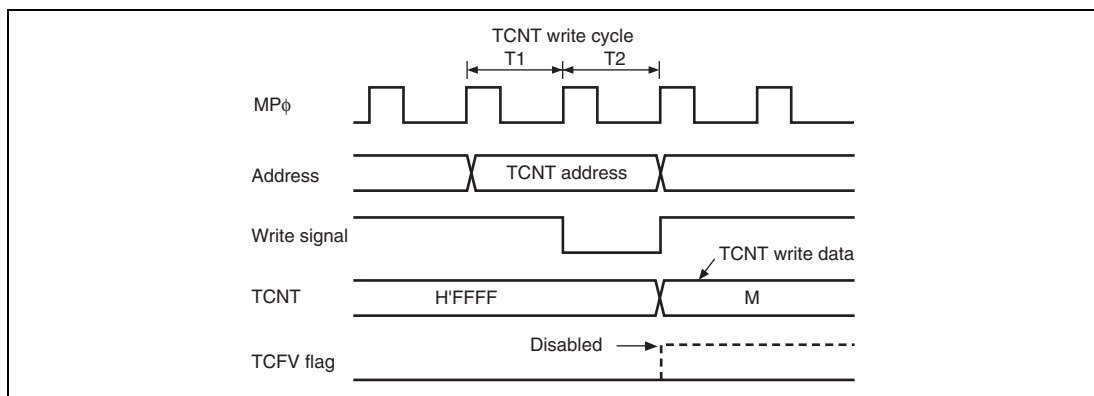 TCNT write cycle
T1 T2
MPϕ
Address TCNT address
Write signal
TCNT write data
TCNT H'FFFF M
Disabled
TCFV flag